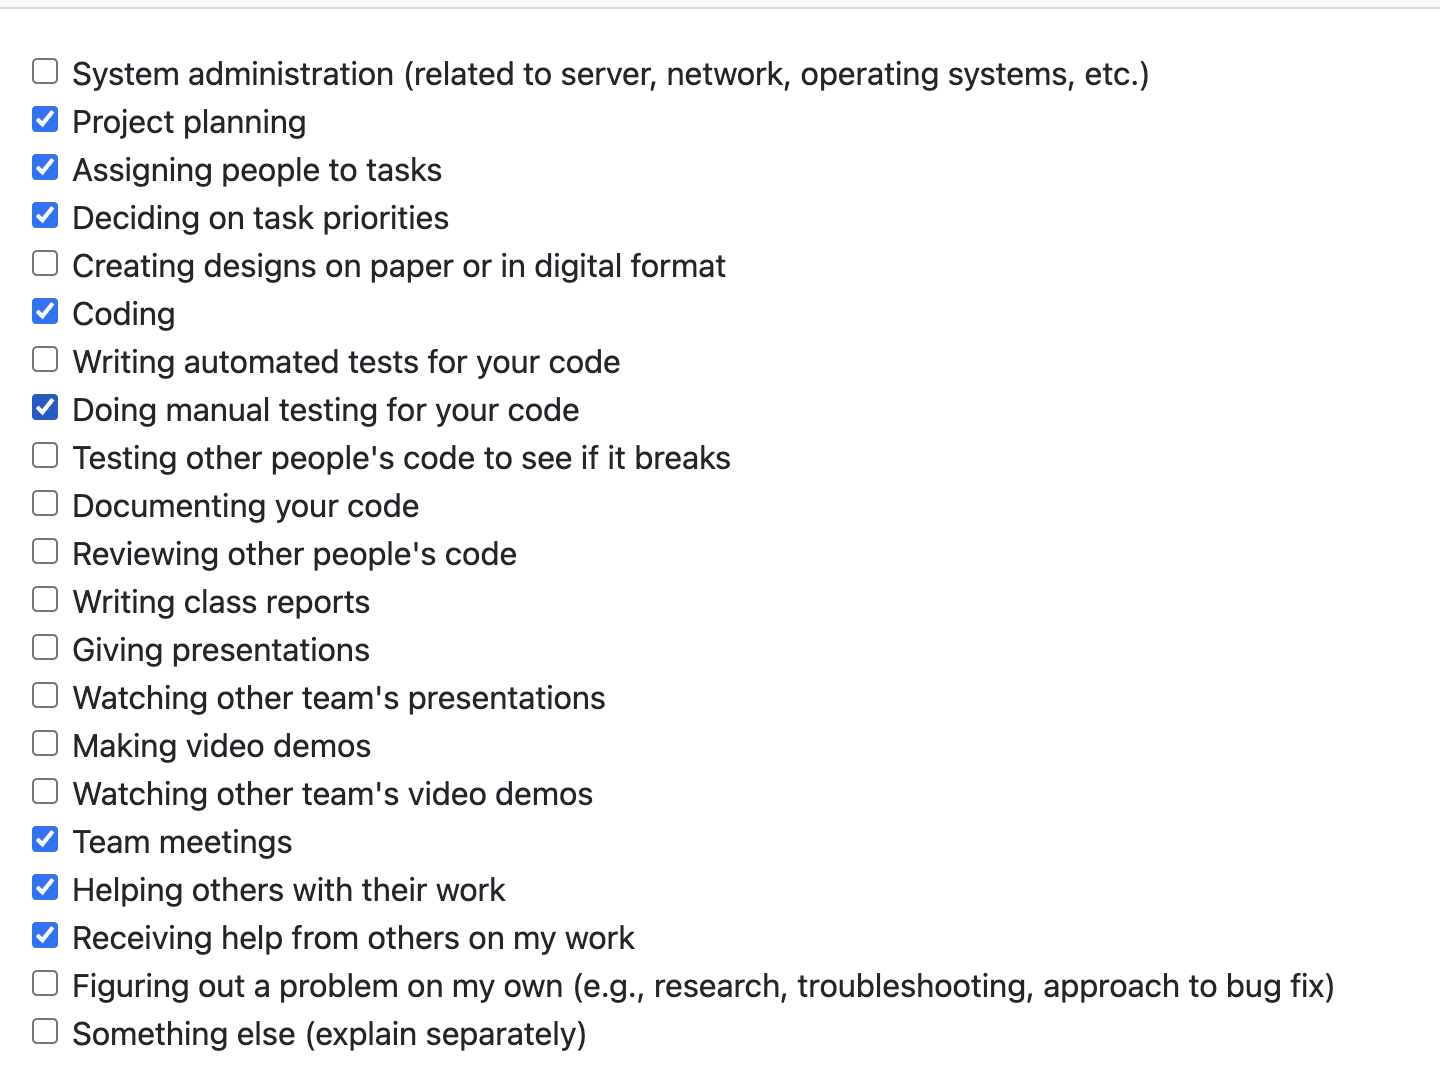 System administration (related to server, network, operating systems, etc.)
Project planning
Assigning people to tasks
Deciding on task priorities
Creating designs on paper or in digital format
Coding
Writing automated tests for your code
Doing manual testing for your code
Testing other people's code to see if it breaks
Documenting your code
Reviewing other people's code
Writing class reports
Giving presentations
Watching other team's presentations
Making video demos
Watching other team's video demos
Team meetings
Helping others with their work
Receiving help from others on my work
Figuring out a problem on my own (e.g., research, troubleshooting, approach to bug fix)
Something else (explain separately)